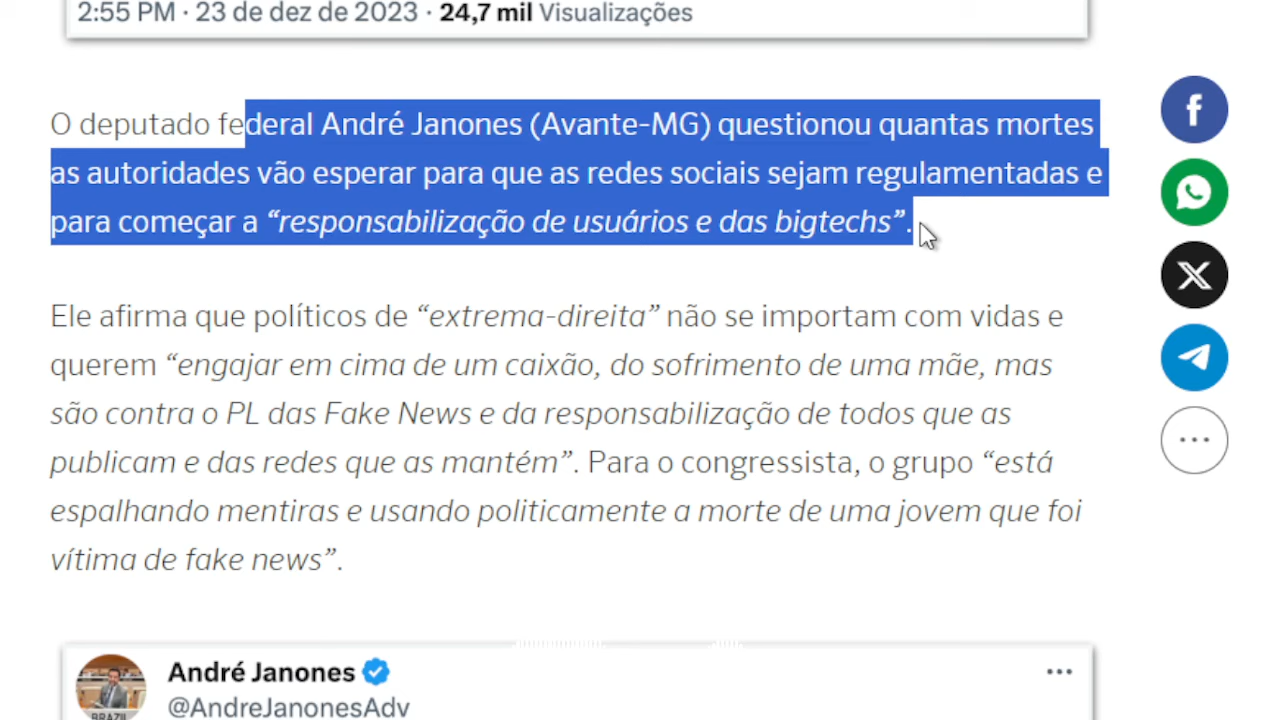 2:55 PM · 23 de dez de 2023 · 24,7 mil Visualizações
O deputado federal André Janones (Avante-MG) questionou quantas mortes
as autoridades vão esperar para que as redes sociais sejam regulamentadas e
para começar a “responsabilização de usuários e das bigtechs”.
Ele afirma que políticos de “extrema-direita” não se importam com vidas e
querem “engajar em cima de um caixão, do sofrimento de uma mãe, mas
são contra o PL das Fake News e da responsabilização de todos que as
publicam e das redes que as mantém”. Para o congressista, o grupo “está
espalhando mentiras e usando politicamente a morte de uma jovem que foi
vítima de fake news”.
André Janones
@AndreJanonesAdv
BRAZIL